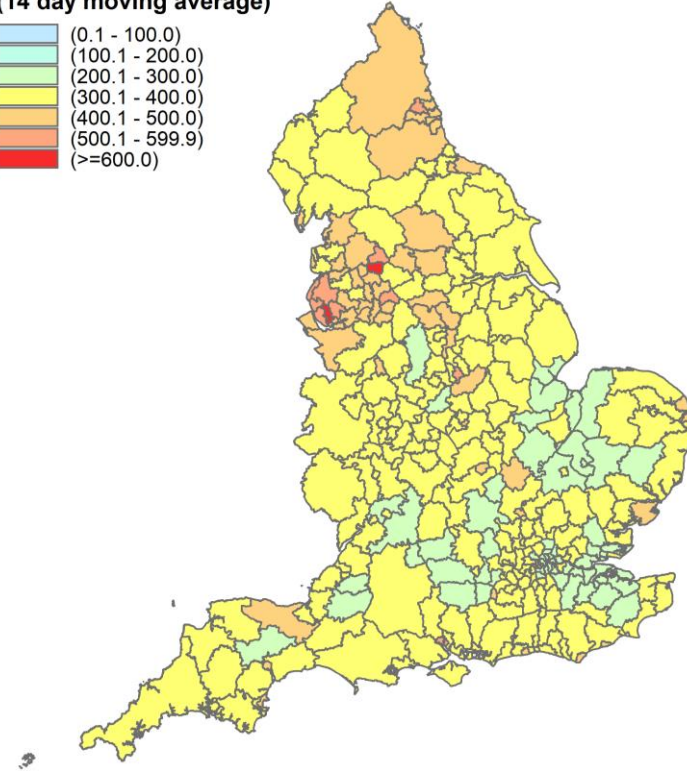 (14 day moving average)
(0.1 - 100.0)
(100.1 - 200.0)
(200.1 - 300.0)
(300.1 - 400.0)
(400.1 - 500.0)
(500.1 - 599.9)
(>=600.0)